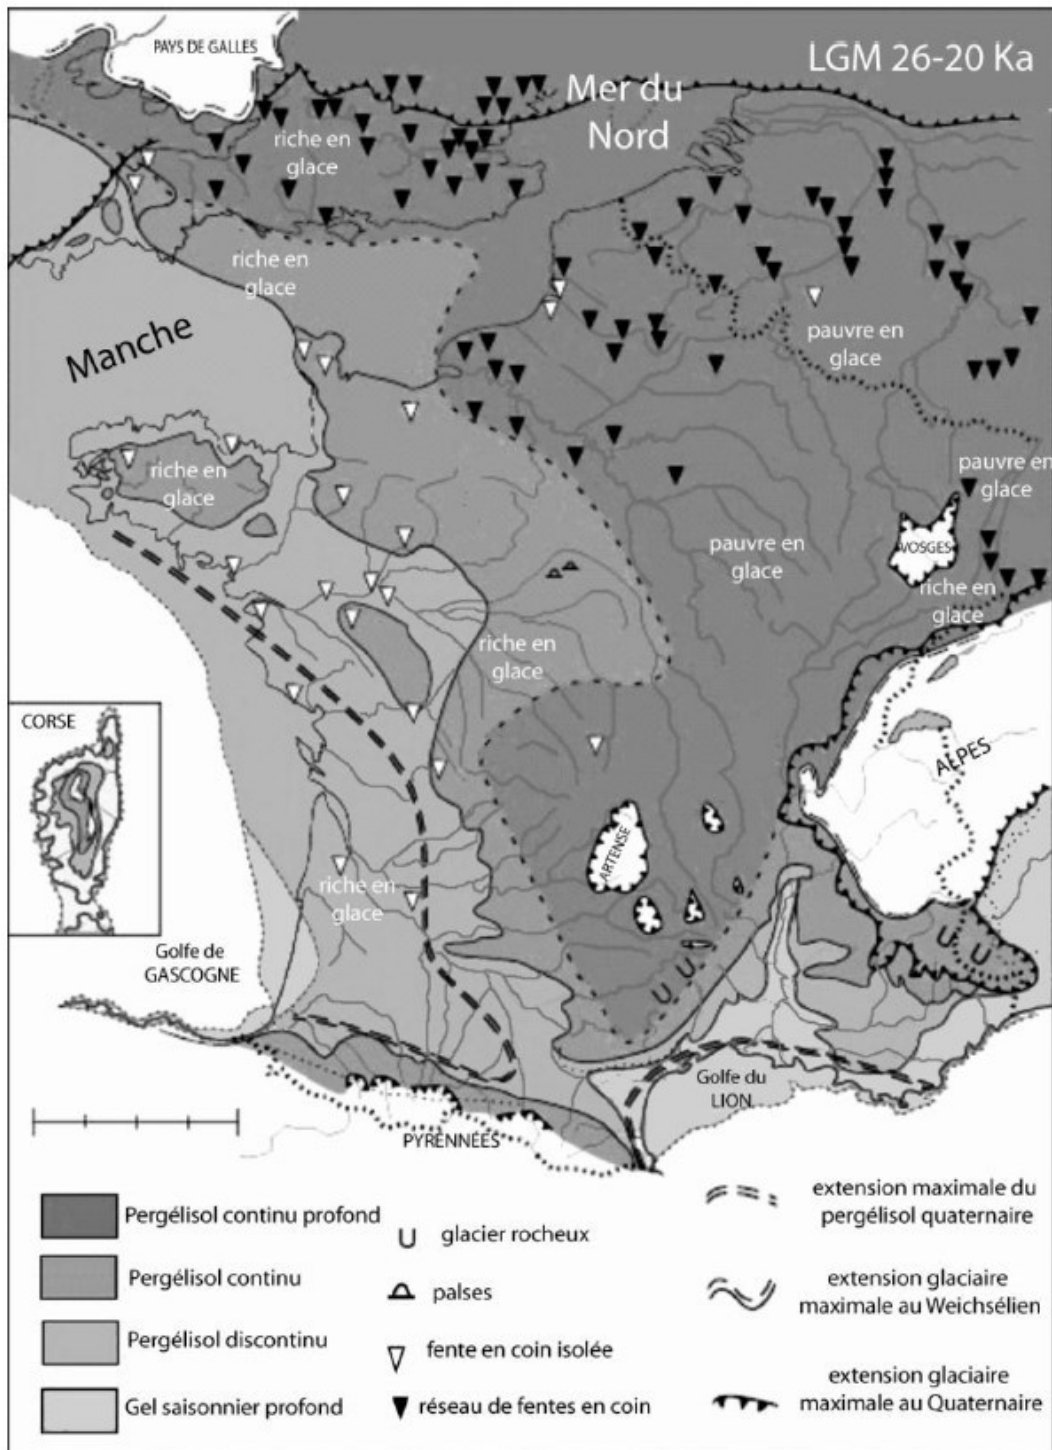 PAYS DE GALLES
LGM 26-20 Ka
Mer du
Nord
riche en
glace
riche en
glace
Manche
pauvre en
glace
riche en
glace
pauvre en
glace
pauvre en
glace
VOSGES
riche en
glace
riche en
glace
CORSE
ALPES
ARTENSE
riche en
glace
Golfe de
GASCOGNE
Golfe du
LION
PYRENNÉES
Pergélisol continu profond
Pergélisol continu
Pergélisol discontinu
Gel saisonnier profond
U glacier rocheux
palses
fente en coin isolée
réseau de fentes en coin
extension maximale du
pergélisol quaternaire
extension glaciaire
maximale au Weichsélien
extension glaciaire
maximale au Quaternaire